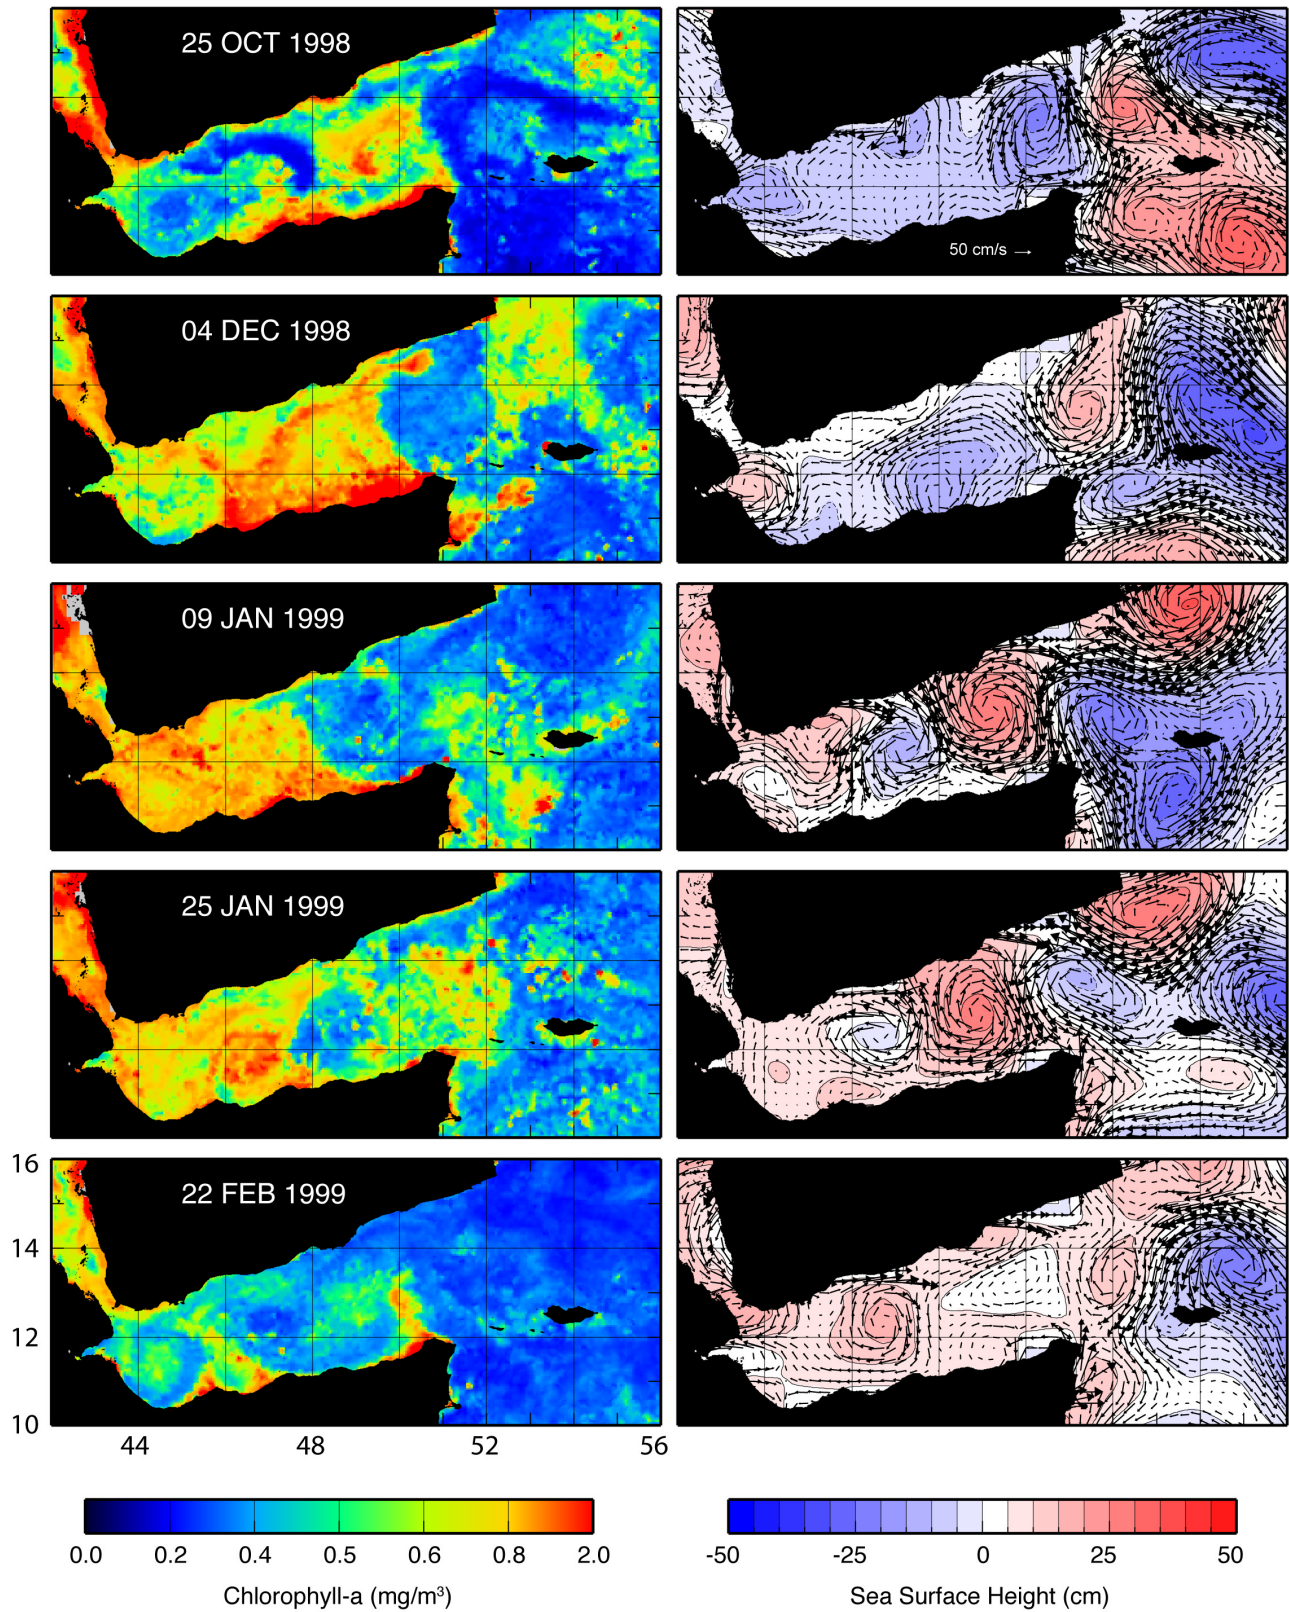 25 OCT 1998
50 cm/s
04 DEC 1998
09 JAN 1999
25 JAN 1999
22 FEB 1999
16
14
12
10
44 48 52 56
0.0 0.2 0.4 0.5 0.8 2.0
Chlorophyll-a (mg/m³)
-50 -25 0 25 50
Sea Surface Height (cm)